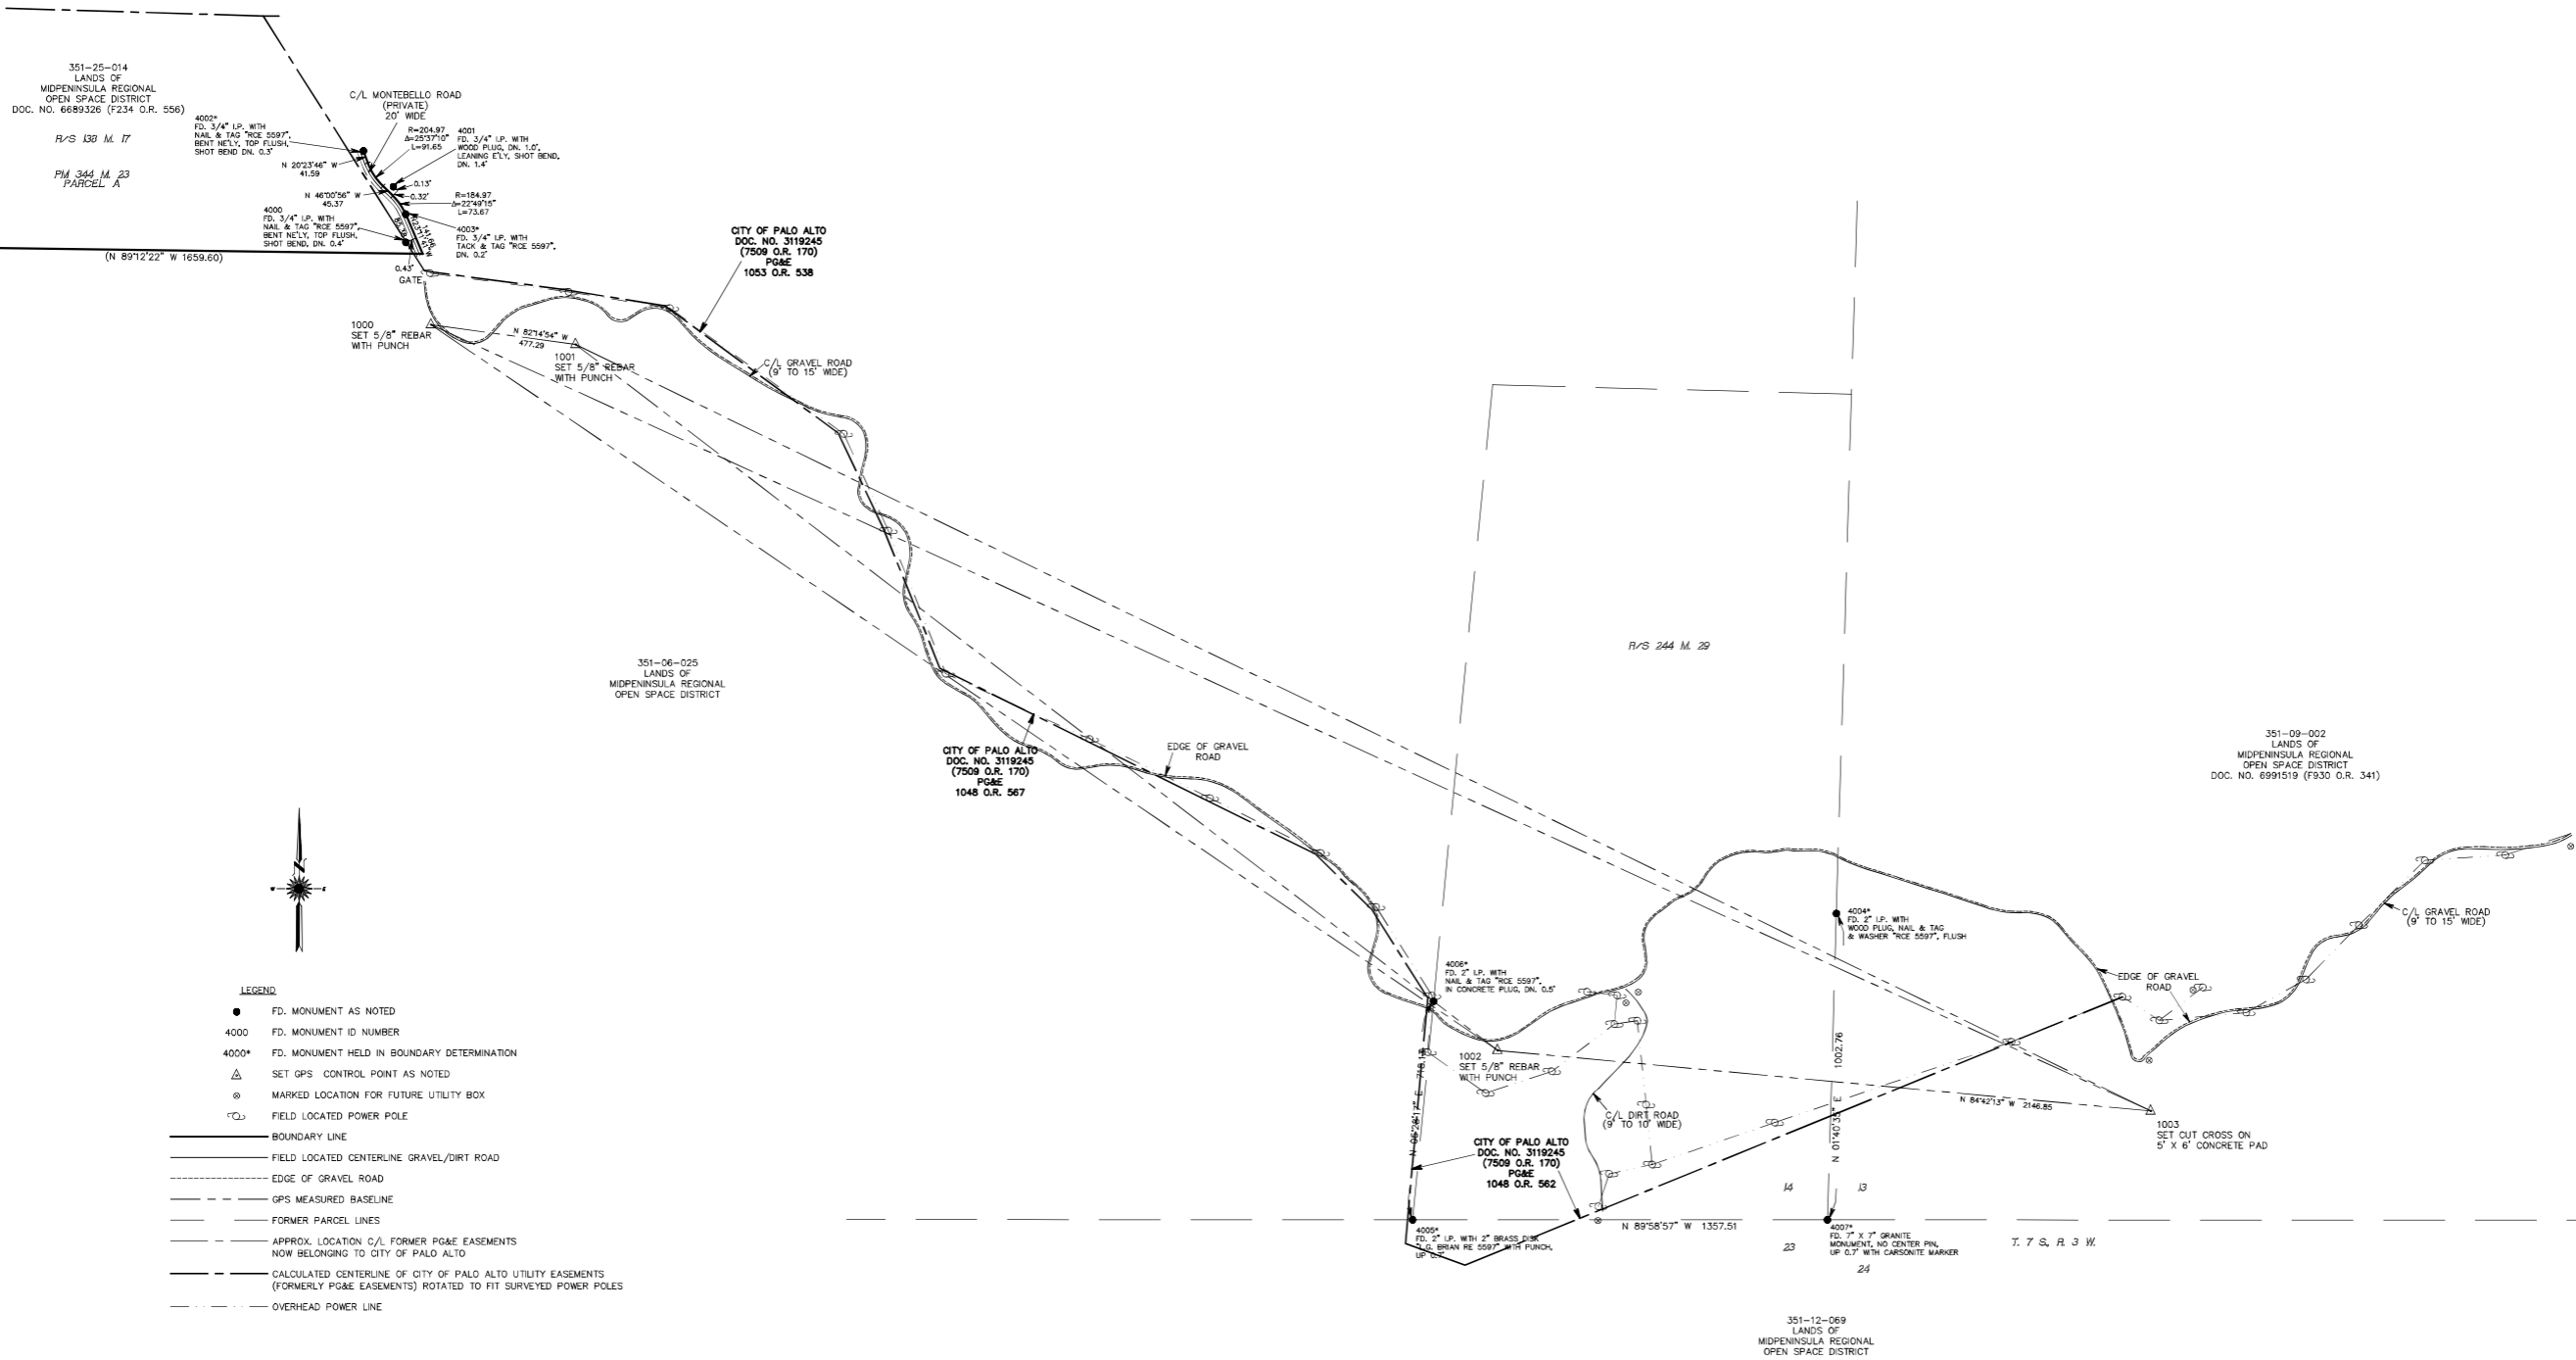 351-25-014
LANDS OF
MIDPENINSULA REGIONAL
OPEN SPACE DISTRICT
DOC. NO. 6689326 (F234 O.R. 556)
R/S 130 M. 17
PM 344 M. 23
PARCEL A
C/L MONTEBELLO ROAD
(PRIVATE)
20' WIDE
4002*
FD. 3/4" I.P. WITH
NAIL & TAG "RCE 5597",
BENT NE'LY, TOP FLUSH,
SHOT BEND DN. 0.3'
R=204.97
Δ=25°37'10"
L=91.65
4001
FD. 3/4" I.P. WITH
WOOD PLUG, DN. 1.0',
LEANING E'LY, SHOT BEND,
DN. 1.4'
N 20°23'46" W
41.59
0.13'
N 46°00'56" W
45.37
0.32'
R=184.97
Δ=22°49'15"
L=73.67
4000
FD. 3/4" I.P. WITH
NAIL & TAG "RCE 5597",
BENT NE'LY, TOP FLUSH,
SHOT BEND, DN. 0.4'
4003*
FD. 3/4" I.P. WITH
TACK & TAG "RCE 5597",
DN. 0.2'
141.66
(N 89°12'22" W 1659.60)
0.43'
GATE
CITY OF PALO ALTO
DOC. NO. 3119245
(7509 O.R. 170)
PG&E
1053 O.R. 538
1000
SET 5/8" REBAR
WITH PUNCH
N 82°14'54" W
477.29
1001
SET 5/8" REBAR
WITH PUNCH
C/L GRAVEL ROAD
(9' TO 15' WIDE)
R/S 244 M. 29
351-06-025
LANDS OF
MIDPENINSULA REGIONAL
OPEN SPACE DISTRICT
CITY OF PALO ALTO
DOC. NO. 3119245
(7509 O.R. 170)
PG&E
1048 O.R. 567
EDGE OF GRAVEL
ROAD
351-09-002
LANDS OF
MIDPENINSULA REGIONAL
OPEN SPACE DISTRICT
DOC. NO. 6991519 (F930 O.R. 341)
N
W
E
4004*
FD. 2" I.P. WITH
WOOD PLUG, NAIL & TAG
& WASHER "RCE 5597", FLUSH
C/L GRAVEL ROAD
(9' TO 15' WIDE)
4006*
FD. 2" I.P. WITH
NAIL & TAG "RCE 5597",
IN CONCRETE PLUG, DN. 0.5'
EDGE OF GRAVEL
ROAD
1002
SET 5/8" REBAR
WITH PUNCH
1002.76
C/L DIRT ROAD
(9' TO 10' WIDE)
N 84°42'13" W 2146.85
1003
SET CUT CROSS ON
5' X 6' CONCRETE PAD
CITY OF PALO ALTO
DOC. NO. 3119245
(7509 O.R. 170)
PG&E
1048 O.R. 562
14
13
N 89°58'57" W 1357.51
4005*
FD. 2" I.P. WITH 2" BRASS DISK
BRIAN RE 5597" WITH PUNCH,
UP 0.7'
4007*
FD. 7" X 7" GRANITE
MONUMENT, NO CENTER PIN,
UP 0.7' WITH CARSONITE MARKER
T. 7 S., R. 3 W.
23
24
351-12-069
LANDS OF
MIDPENINSULA REGIONAL
OPEN SPACE DISTRICT
LEGEND
FD. MONUMENT AS NOTED
4000 FD. MONUMENT ID NUMBER
4000* FD. MONUMENT HELD IN BOUNDARY DETERMINATION
SET GPS CONTROL POINT AS NOTED
MARKED LOCATION FOR FUTURE UTILITY BOX
FIELD LOCATED POWER POLE
BOUNDARY LINE
FIELD LOCATED CENTERLINE GRAVEL/DIRT ROAD
EDGE OF GRAVEL ROAD
GPS MEASURED BASELINE
FORMER PARCEL LINES
APPROX. LOCATION C/L FORMER PG&E EASEMENTS
NOW BELONGING TO CITY OF PALO ALTO
CALCULATED CENTERLINE OF CITY OF PALO ALTO UTILITY EASEMENTS
(FORMERLY PG&E EASEMENTS) ROTATED TO FIT SURVEYED POWER POLES
OVERHEAD POWER LINE